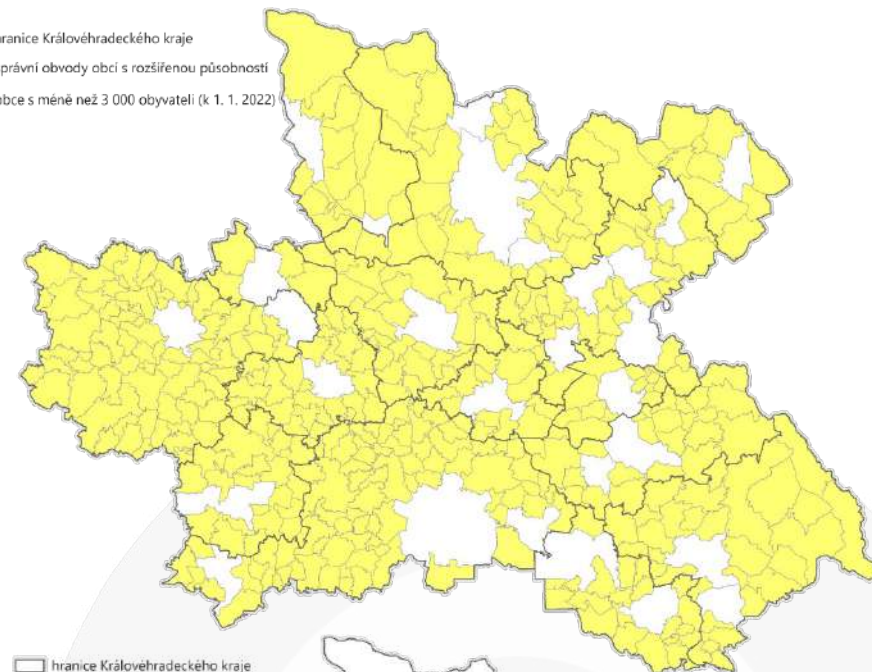 hranice Královéhradeckého kraje
správní obvody obcí s rozšířenou působností
obce s méně než 3 000 obyvateli (k 1. 1. 2022)
hranice Královéhradeckého kraje